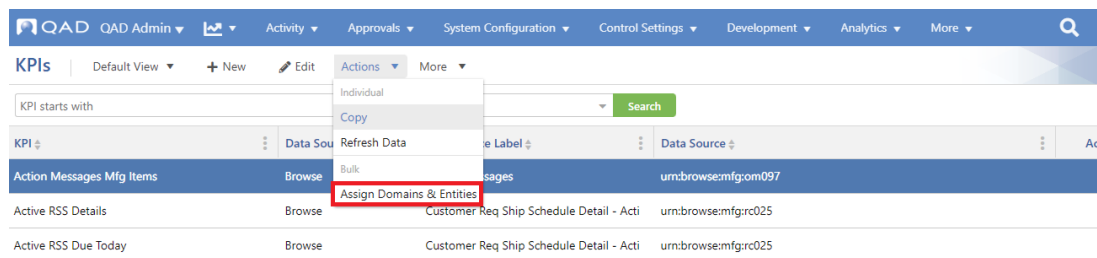 QAD QAD Admin Activity Approvals System Configuration Control Settings Development Analytics More
KPIs Default View + New Edit Actions More
KPI starts with Search
Individual
Copy
Refresh Data
Bulk
Assign Domains & Entities
KPI Data Sou e Label Data Source Ac
Action Messages Mfg Items Browse sages urn:browse:mfg:om097
Active RSS Details Browse Customer Req Ship Schedule Detail - Acti urn:browse:mfg:rc025
Active RSS Due Today Browse Customer Req Ship Schedule Detail - Acti urn:browse:mfg:rc025